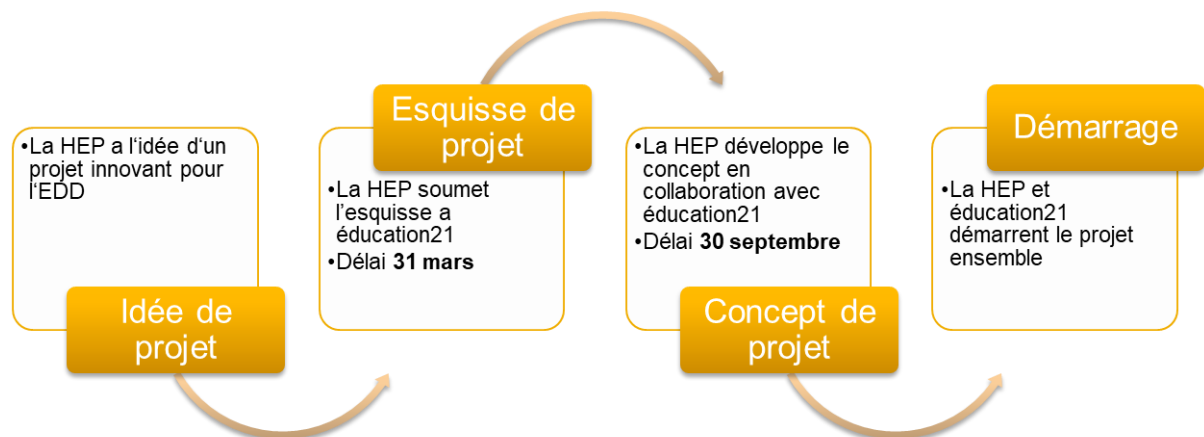 •La HEP a l‘idée d‘un
projet innovant pour
l‘EDD
Idée de
projet
Esquisse de
projet
•La HEP soumet
l’esquisse a
éducation21
•Délai 31 mars
•La HEP développe le
concept en
collaboration avec
éducation21
•Délai 30 septembre
Concept de
projet
Démarrage
•La HEP et
éducation21
démarrent le projet
ensemble